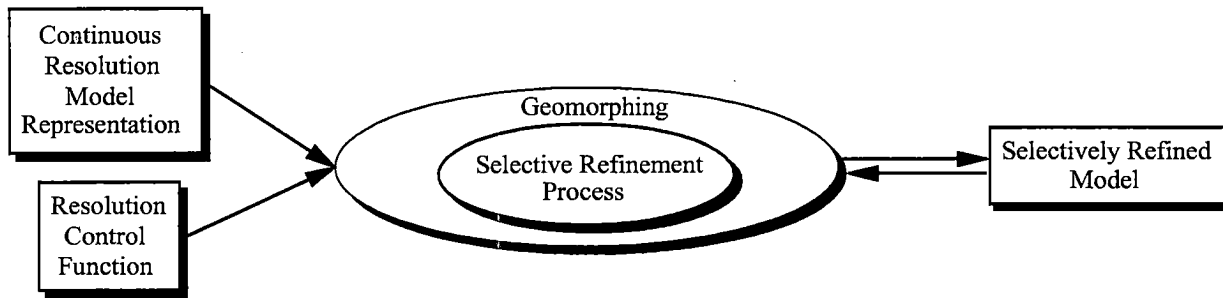 Continuous
Resolution
Model
Representation
Resolution
Control
Function
Geomorphing
Selective Refinement
Process
Selectively Refined
Model